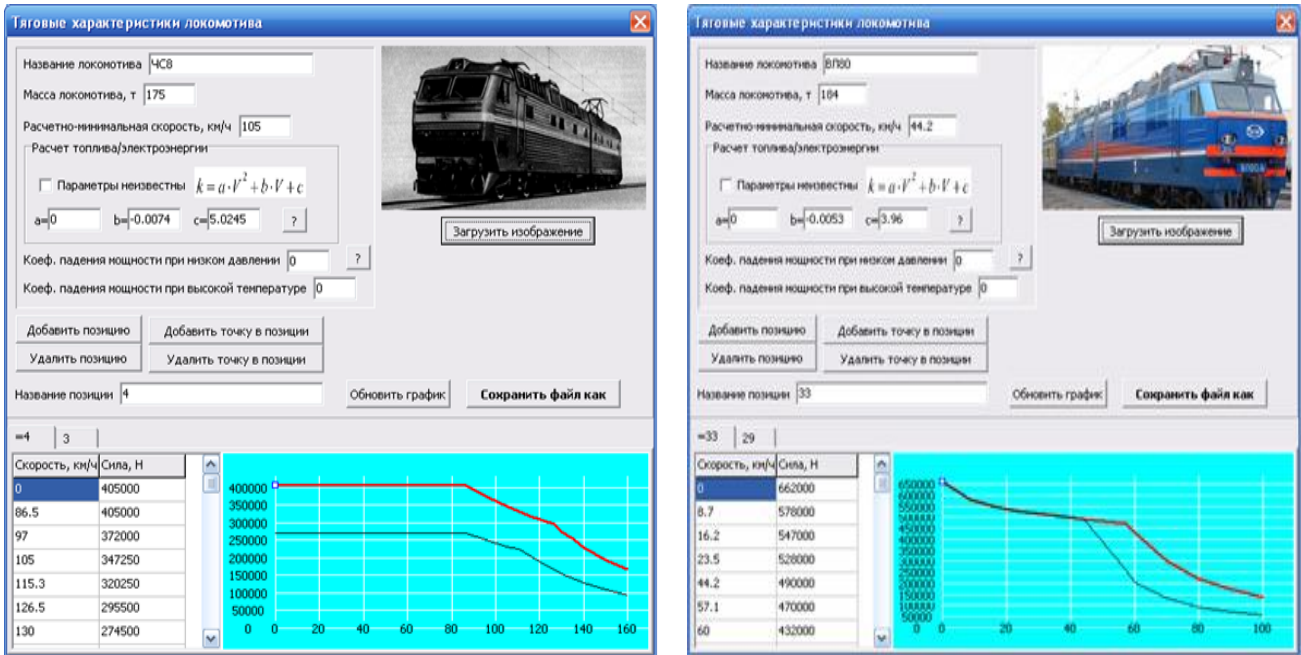 Тяговые характеристики локомотива
Название локомотива ЧС8
Масса локомотива, т 175
Расчетно-минимальная скорость, км/ч 105
Расчет топлива/электроэнергии
Параметры неизвестны k = a·V² + b·V + c
a= 0 b= -0.0074 c= 5.0245 ?
Коеф. падения мощности при низком давлении 0 ?
Коеф. падения мощности при высокой температуре 0
Загрузить изображение
Добавить позицию Добавить точку в позиции
Удалить позицию Удалить точку в позиции
Название позиции 4 Обновить график Сохранить файл как
=4 3
Скорость, км/ч Сила, Н
0 405000
86.5 405000
97 372000
105 347250
115.3 320250
126.5 295500
130 274500
400000
350000
300000
250000
200000
150000
100000
50000
0 0 20 40 60 80 100 120 140 160
Тяговые характеристики локомотива
Название локомотива ВЛ80
Масса локомотива, т 184
Расчетно-минимальная скорость, км/ч 44.2
Расчет топлива/электроэнергии
Параметры неизвестны k = a·V² + b·V + c
a= 0 b= -0.0053 c= 3.96 ?
Коеф. падения мощности при низком давлении 0 ?
Коеф. падения мощности при высокой температуре 0
Загрузить изображение
Добавить позицию Добавить точку в позиции
Удалить позицию Удалить точку в позиции
Название позиции 33 Обновить график Сохранить файл как
=33 29
Скорость, км/ч Сила, Н
0 662000
8.7 578000
16.2 547000
23.5 528000
44.2 490000
57.1 470000
60 432000
650000
50000
0 0 20 40 60 80 100